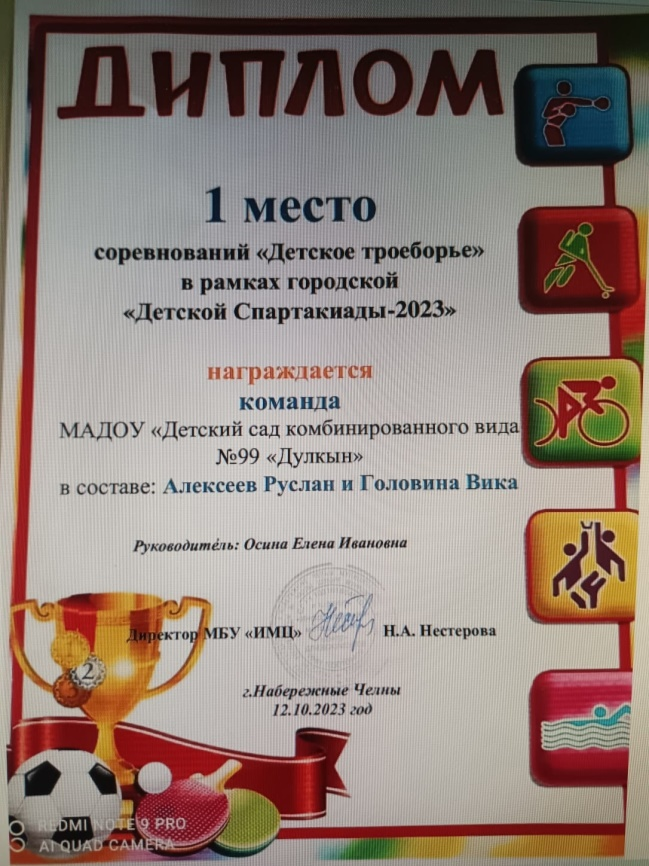 ДИПЛОМ
1 место
соревнований «Детское троеборье»
в рамках городской
«Детской Спартакиады-2023»
награждается
команда
МАДОУ «Детский сад комбинированного вида
№99 «Дулкын»
в составе: Алексеев Руслан и Головина Вика
Руководитель: Осина Елена Ивановна
Директор МБУ «ИМЦ» Н.А. Нестерова
г.Набережные Челны
12.10.2023 год
1
2
3
REDMI NOTE 9 PRO
AI QUAD CAMERA